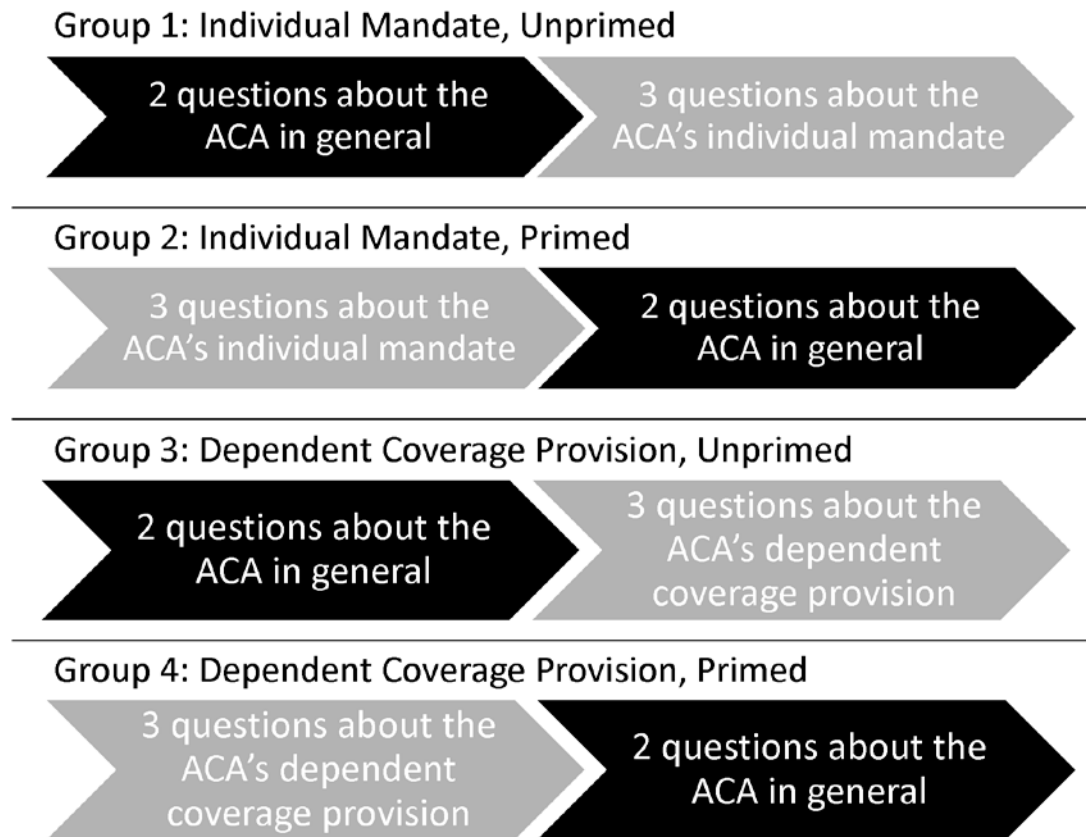 Group 1: Individual Mandate, Unprimed
2 questions about the
ACA in general
3 questions about the
ACA's individual mandate
Group 2: Individual Mandate, Primed
3 questions about the
ACA's individual mandate
2 questions about the
ACA in general
Group 3: Dependent Coverage Provision, Unprimed
2 questions about the
ACA in general
3 questions about the
ACA's dependent
coverage provision
Group 4: Dependent Coverage Provision, Primed
3 questions about the
ACA's dependent
coverage provision
2 questions about the
ACA in general